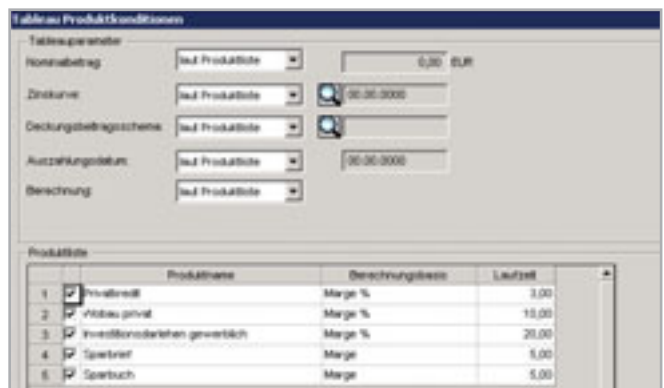 Tableau Produktkonditionen
Tableauparameter
Nominalbetrag: laut Produktliste 0,00 EUR
Zinskurve: laut Produktliste 00.00.0000
Deckungsbeitragsschema: laut Produktliste
Auszahlungsdatum: laut Produktliste 00.00.0000
Berechnung: laut Produktliste
Produktliste
Produktname Berechnungsbasis Laufzeit
1 Privatkredit Marge % 3,00
2 Wobau privat Marge % 10,00
3 Investitionsdarlehen gewerblich Marge % 20,00
4 Sparbrief Marge 5,00
5 Sparbuch Marge 5,00